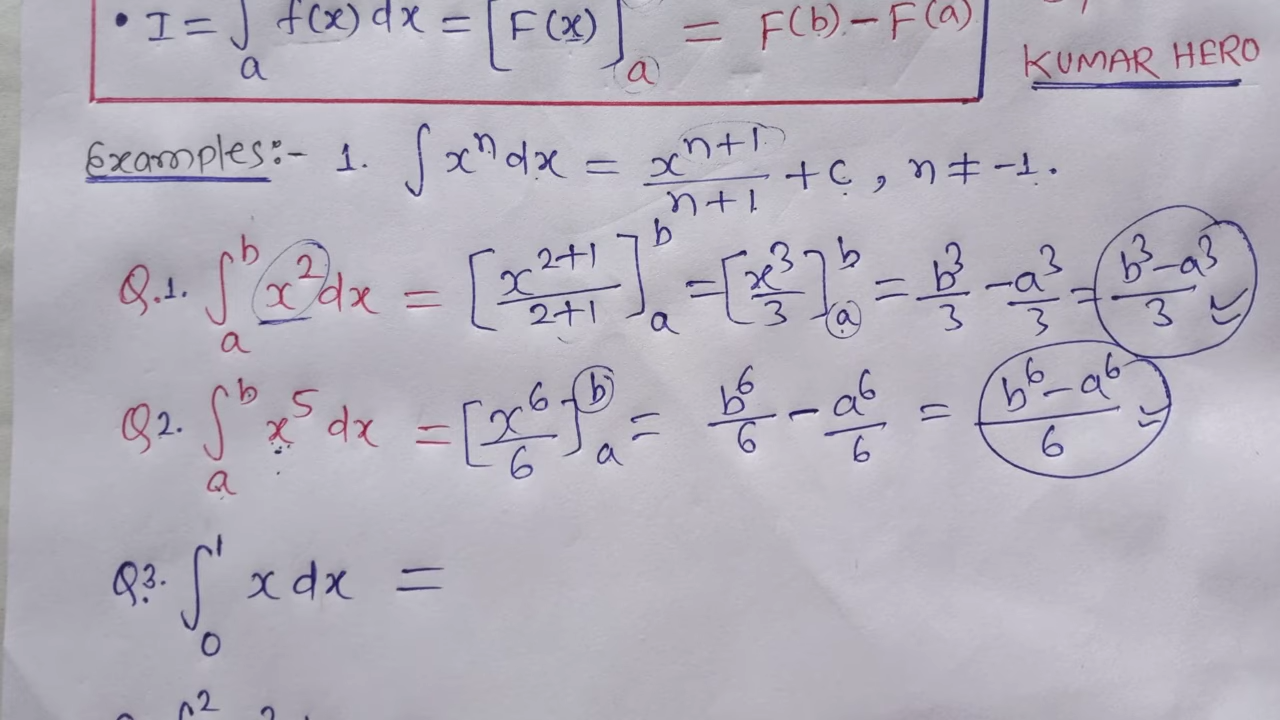 • I = ∫ₐ f(x) dx = [F(x)]ₐ = F(b) – F(a)
KUMAR HERO
Examples:- 1. ∫ xⁿ dx = xⁿ⁺¹/n+1 + C, n ≠ -1.
Q.1. ∫ₐᵇ x² dx = [x²⁺¹/2+1]ₐᵇ = [x³/3]ₐᵇ = b³/3 - a³/3 = b³-a³/3
Q2. ∫ₐᵇ x⁵ dx = [x⁶/6]ₐᵇ = b⁶/6 - a⁶/6 = b⁶-a⁶/6
Q3. ∫₀¹ x dx =